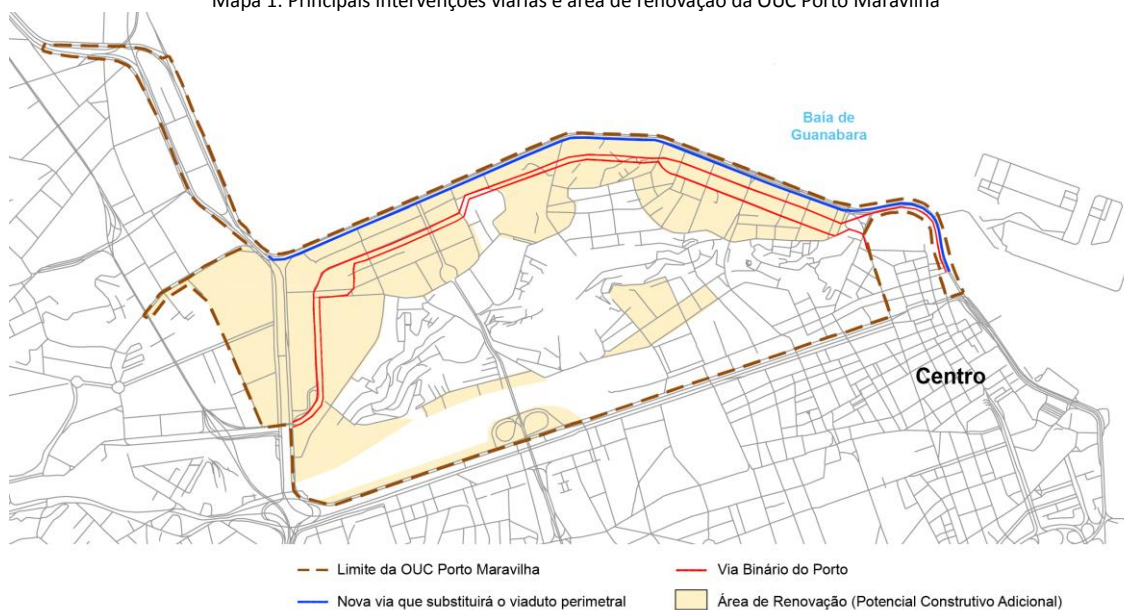 Mapa 1: Principais intervenções viárias e área de renovação da OUC Porto Maravilha
Baía de
Guanabara
Centro
Limite da OUC Porto Maravilha
Via Binário do Porto
Nova via que substituirá o viaduto perimetral
Área de Renovação (Potencial Construtivo Adicional)